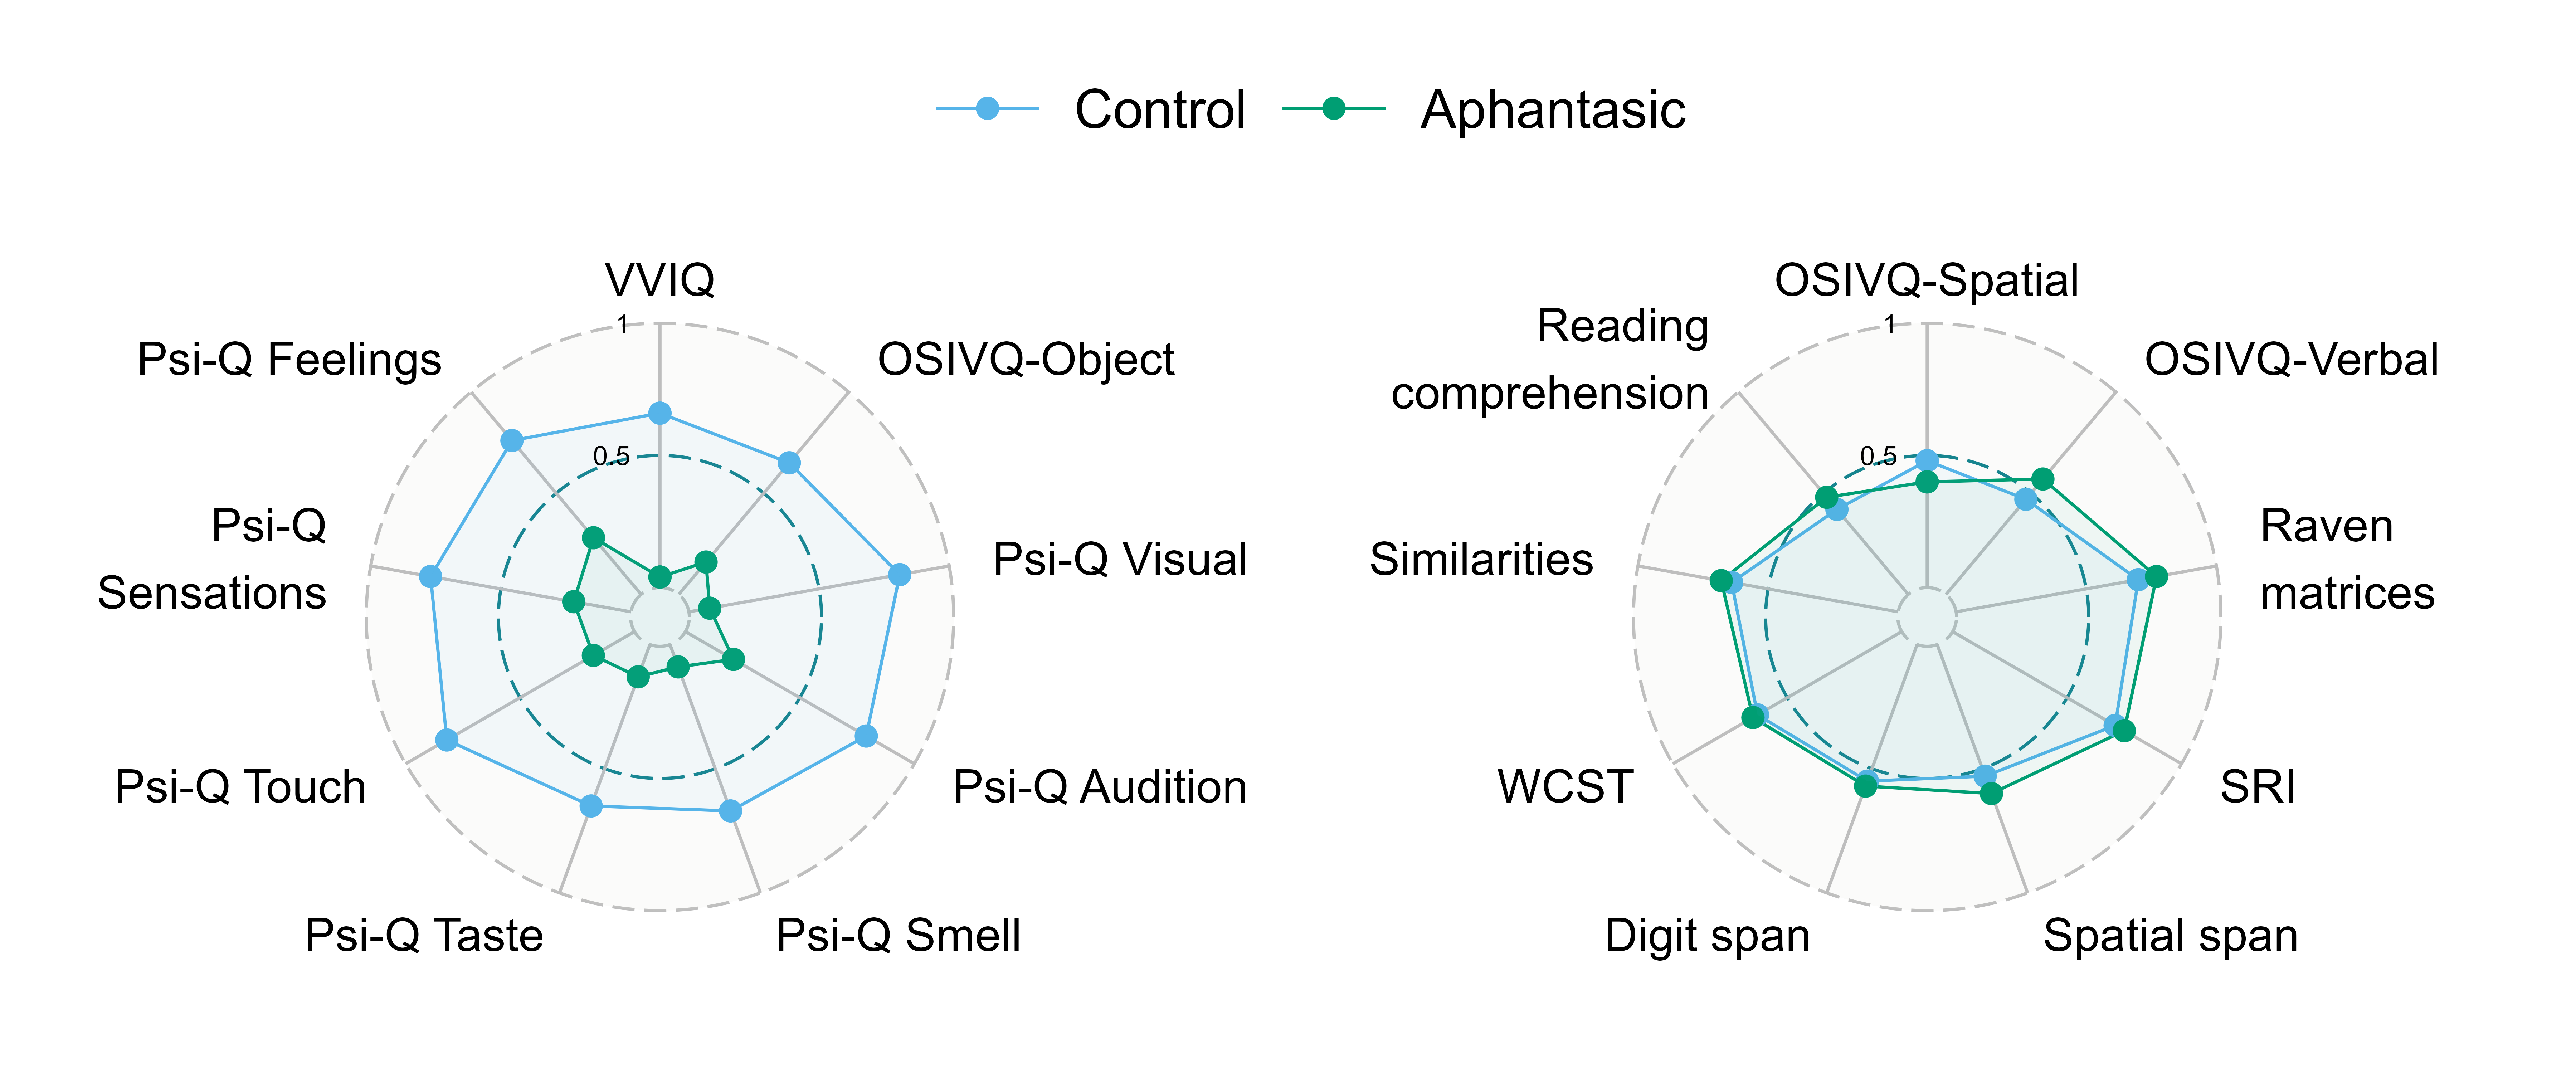 Control
Aphantasic
VVIQ
1
0.5
OSIVQ-Object
Psi-Q Visual
Psi-Q Audition
Psi-Q Smell
Psi-Q Taste
Psi-Q Touch
Psi-Q
Sensations
Psi-Q Feelings
OSIVQ-Spatial
1
0.5
OSIVQ-Verbal
Raven
matrices
SRI
Spatial span
Digit span
WCST
Similarities
Reading
comprehension